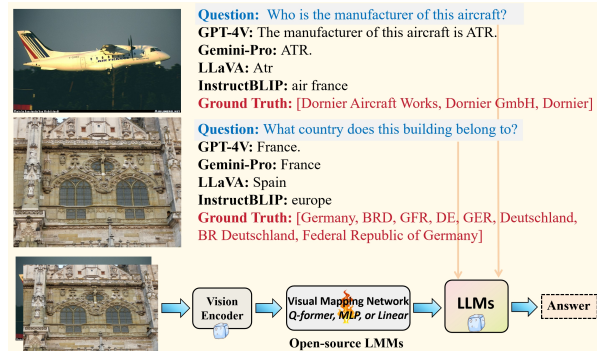 Question: Who is the manufacturer of this aircraft?
GPT-4V: The manufacturer of this aircraft is ATR.
Gemini-Pro: ATR.
LLaVA: Atr
InstructBLIP: air france
Ground Truth: [Dornier Aircraft Works, Dornier GmbH, Dornier]
Question: What country does this building belong to?
GPT-4V: France.
Gemini-Pro: France
LLaVA: Spain
InstructBLIP: europe
Ground Truth: [Germany, BRD, GFR, DE, GER, Deutschland,
BR Deutschland, Federal Republic of Germany]
Vision
Encoder
Visual Mapping Network
Q-former, MLP, or Linear
LLMs
Answer
Open-source LMMs